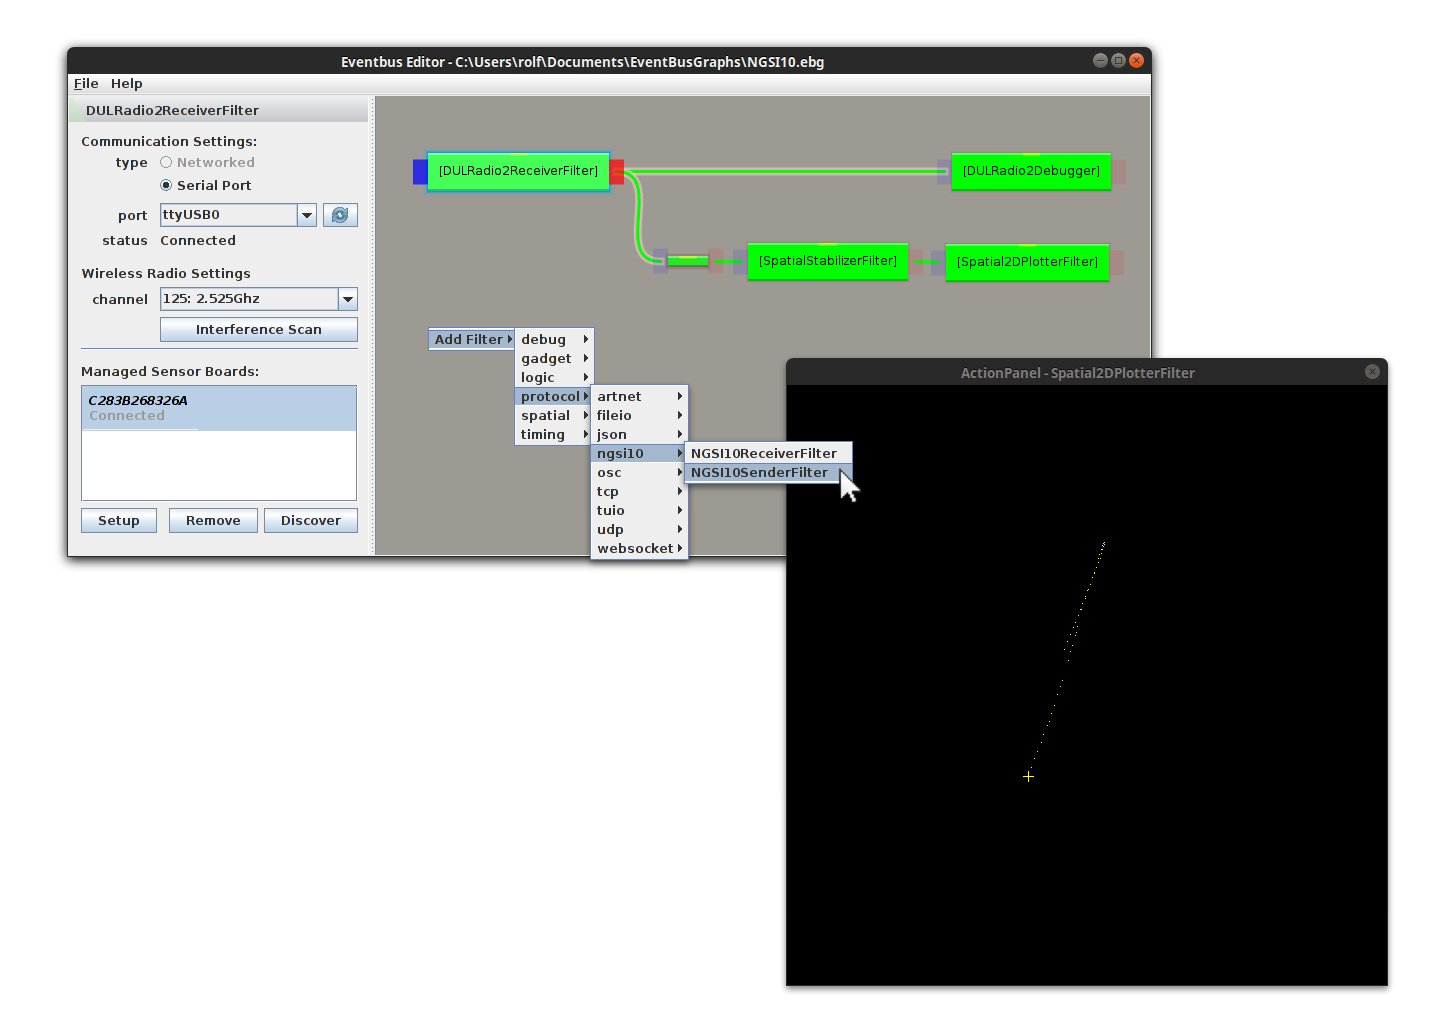 Eventbus Editor - C:\Users\rolf\Documents\EventBusGraphs\NGSI10.ebg
File Help
DULRadio2ReceiverFilter
Communication Settings:
type Networked
Serial Port
port ttyUSB0
status Connected
Wireless Radio Settings
channel 125: 2.525Ghz
Interference Scan
Managed Sensor Boards:
C283B268326A
Connected
Setup Remove Discover
[DULRadio2ReceiverFilter] [DULRadio2Debugger]
[SpatialStabilizerFilter] [Spatial2DPlotterFilter]
Add Filter
debug
gadget
logic
protocol
spatial
timing
artnet
fileio
json
ngsi10
osc
tcp
tuio
udp
websocket
NGSI10ReceiverFilter
NGSI10SenderFilter
ActionPanel - Spatial2DPlotterFilter